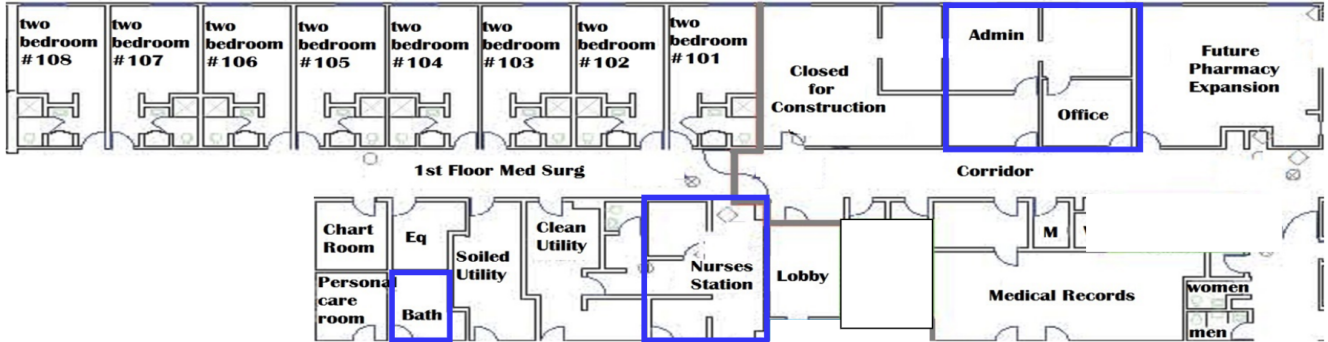 two
bedroom
#108
two
bedroom
#107
two
bedroom
#106
two
bedroom
#105
two
bedroom
#104
two
bedroom
#103
two
bedroom
#102
two
bedroom
#101
Closed
for
Construction
Admin
Office
Future
Pharmacy
Expansion
1st Floor Med Surg
Corridor
Chart
Room
Eq
Soiled
Utility
Clean
Utility
Nurses
Station
Lobby
M
Personal
care
room
Bath
Medical Records
women
men